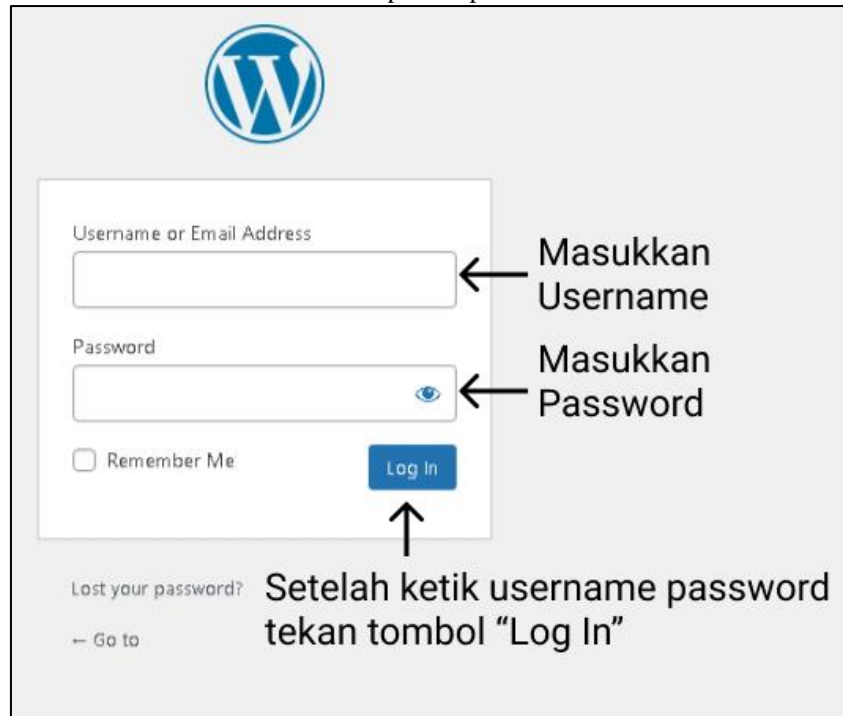 Username or Email Address
Masukkan
Username
Password
Masukkan
Password
Remember Me
Log In
Lost your password?
Setelah ketik username password
tekan tombol “Log In”
← Go to